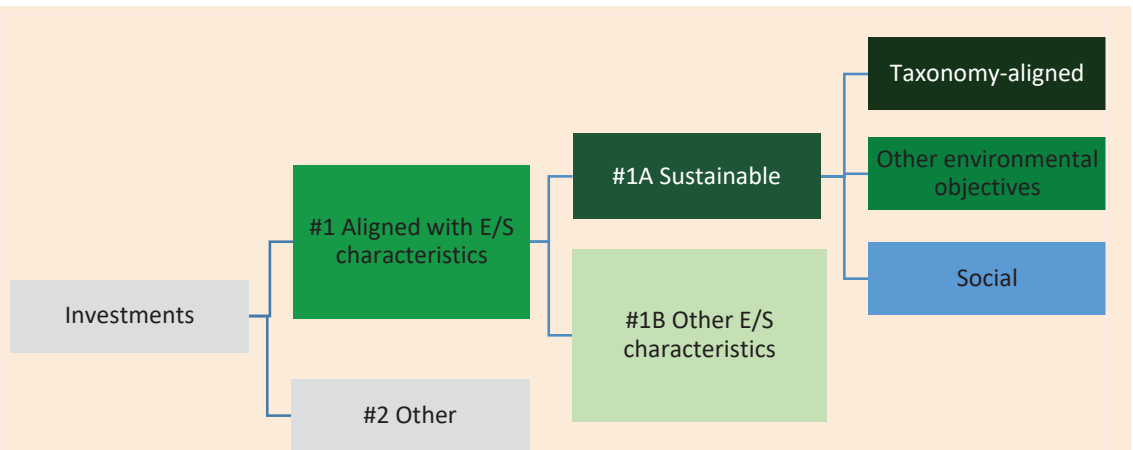 Investments
#1 Aligned with E/S
characteristics
#2 Other
#1A Sustainable
#1B Other E/S
characteristics
Taxonomy-aligned
Other environmental
objectives
Social